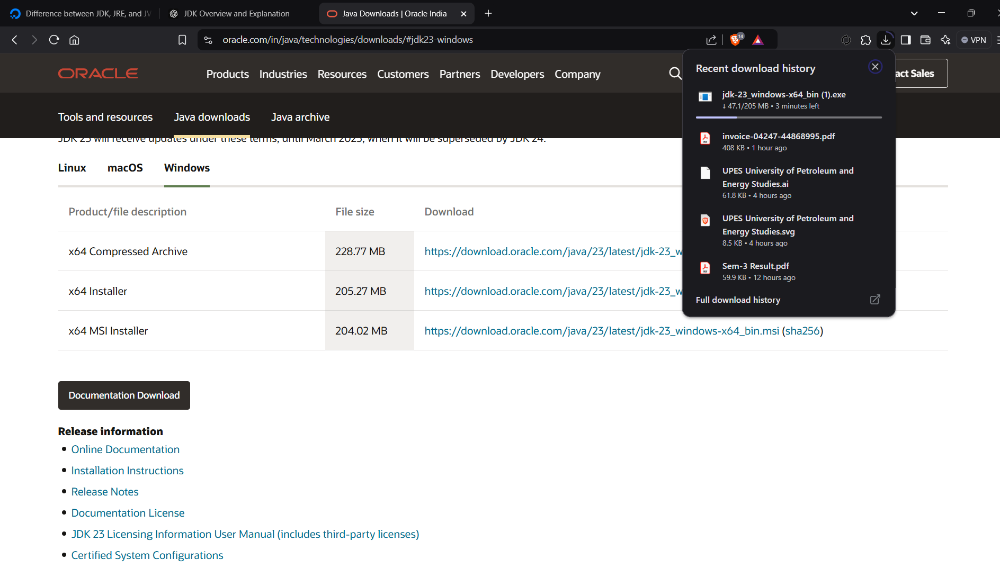 Difference between JDK, JRE, and JV
JDK Overview and Explanation
Java Downloads | Oracle India
oracle.com/in/java/technologies/downloads/#jdk23-windows
14
VPN
ORACLE
Products
Industries
Resources
Customers
Partners
Developers
Company
act Sales
Tools and resources
Java downloads
Java archive
JDK 23 will receive updates under these terms, until March 2025, when it will be superseded by JDK 24.
Linux
macOS
Windows
Product/file description
File size
Download
x64 Compressed Archive
228.77 MB
https://download.oracle.com/java/23/latest/jdk-23_w
x64 Installer
205.27 MB
https://download.oracle.com/java/23/latest/jdk-23_w
x64 MSI Installer
204.02 MB
https://download.oracle.com/java/23/latest/jdk-23_windows-x64_bin.msi (sha256)
Documentation Download
Release information
Online Documentation
Installation Instructions
Release Notes
Documentation License
JDK 23 Licensing Information User Manual (includes third-party licenses)
Certified System Configurations
Recent download history
jdk-23_windows-x64_bin (1).exe
↓ 47.1/205 MB • 3 minutes left
PDF
invoice-04247-44868995.pdf
408 KB • 1 hour ago
UPES University of Petroleum and
Energy Studies.ai
61.8 KB • 4 hours ago
UPES University of Petroleum and
Energy Studies.svg
8.5 KB • 4 hours ago
PDF
Sem-3 Result.pdf
59.9 KB • 12 hours ago
Full download history